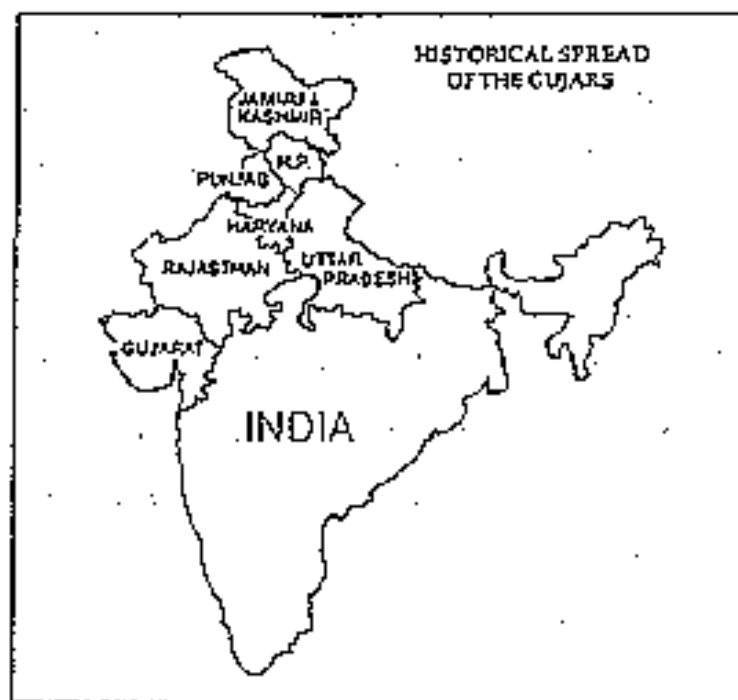 HISTORICAL SPREAD
OF THE GUJARS
JAMMU &
KASHMIR
H.P.
PUNJAB
HARYANA
RAJASTHAN
UTTAR
PRADESH
GUJARAT
INDIA